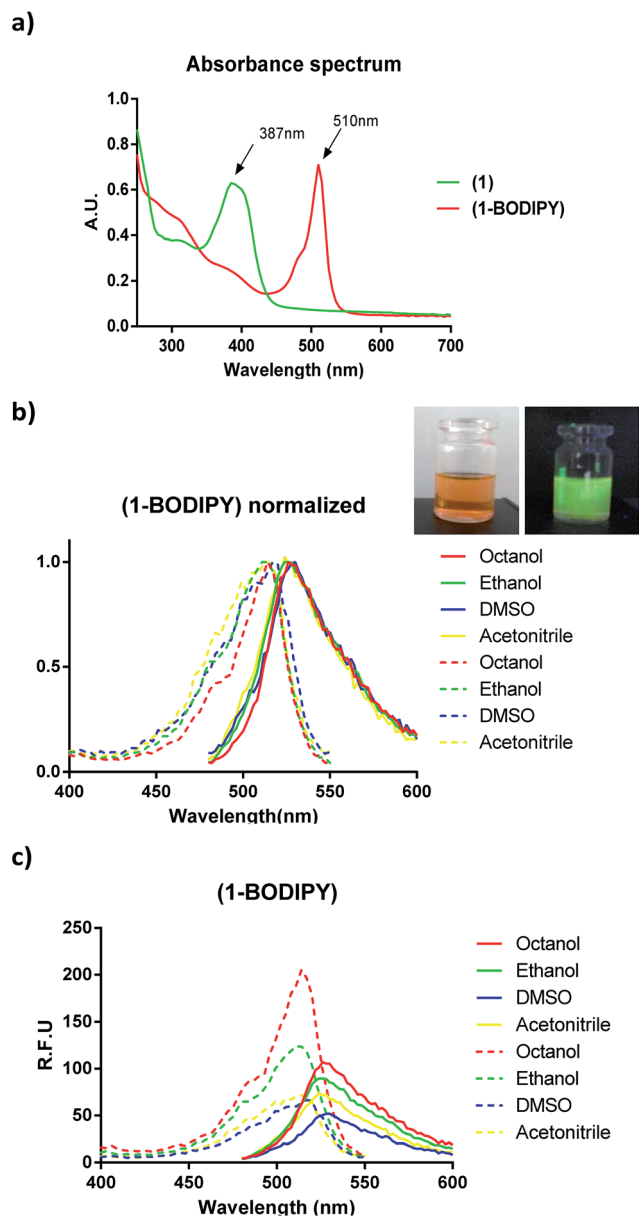 a)
Absorbance spectrum
387nm
510nm
(1)
(1-BODIPY)
A.U.
1.0
0.8
0.6
0.4
0.2
0.0
300 400 500 600 700
Wavelength (nm)
b)
(1-BODIPY) normalized
1.0
0.5
0.0
400 450 500 550 600
Wavelength(nm)
Octanol
Ethanol
DMSO
Acetonitrile
Octanol
Ethanol
DMSO
Acetonitrile
c)
(1-BODIPY)
R.F.U
250
200
150
100
50
0
400 450 500 550 600
Wavelength (nm)
Octanol
Ethanol
DMSO
Acetonitrile
Octanol
Ethanol
DMSO
Acetonitrile